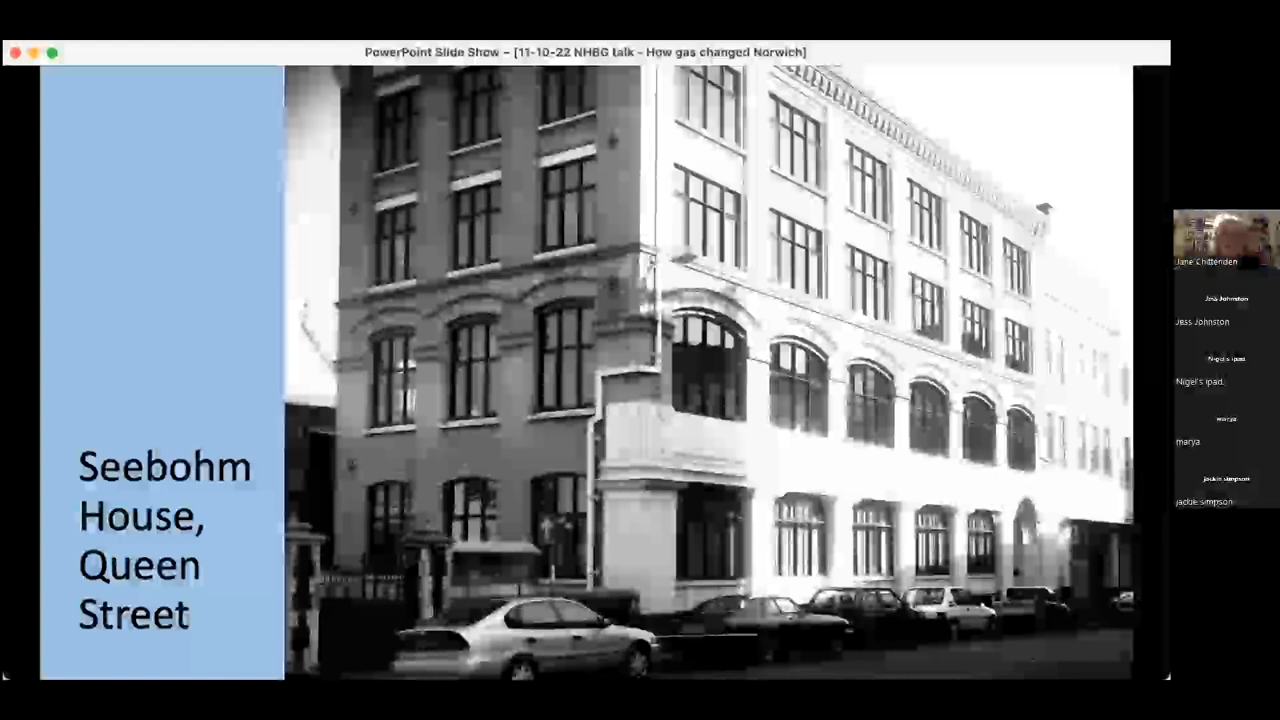 PowerPoint Slide Show – [11-10-22 NHBG talk - How gas changed Norwich]
Seebohm
House,
Queen
Street
Jane Chittenden
Jess Johnston
Jess Johnston
Nigel's ipad
Nigel's ipad
marya
marya
jackie simpson
jackie simpson